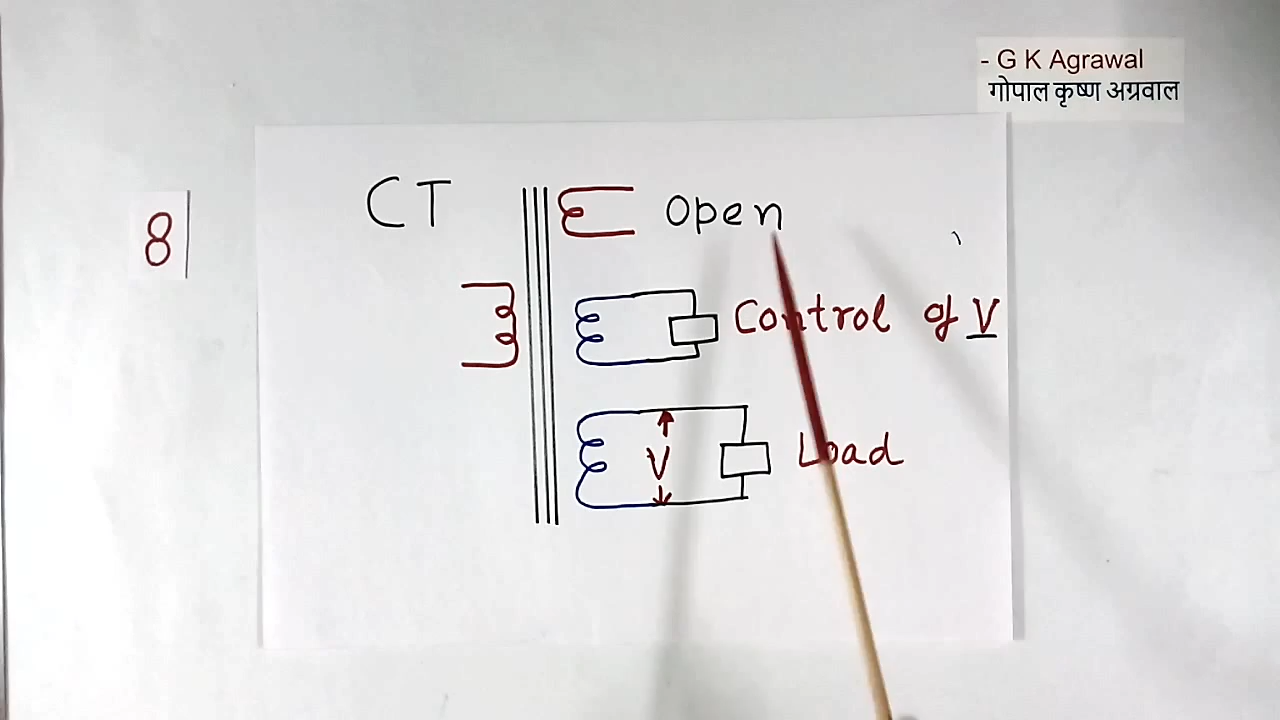 - G K Agrawal
गोपाल कृष्ण अग्रवाल
8
CT
Open
Control of V
V
Load